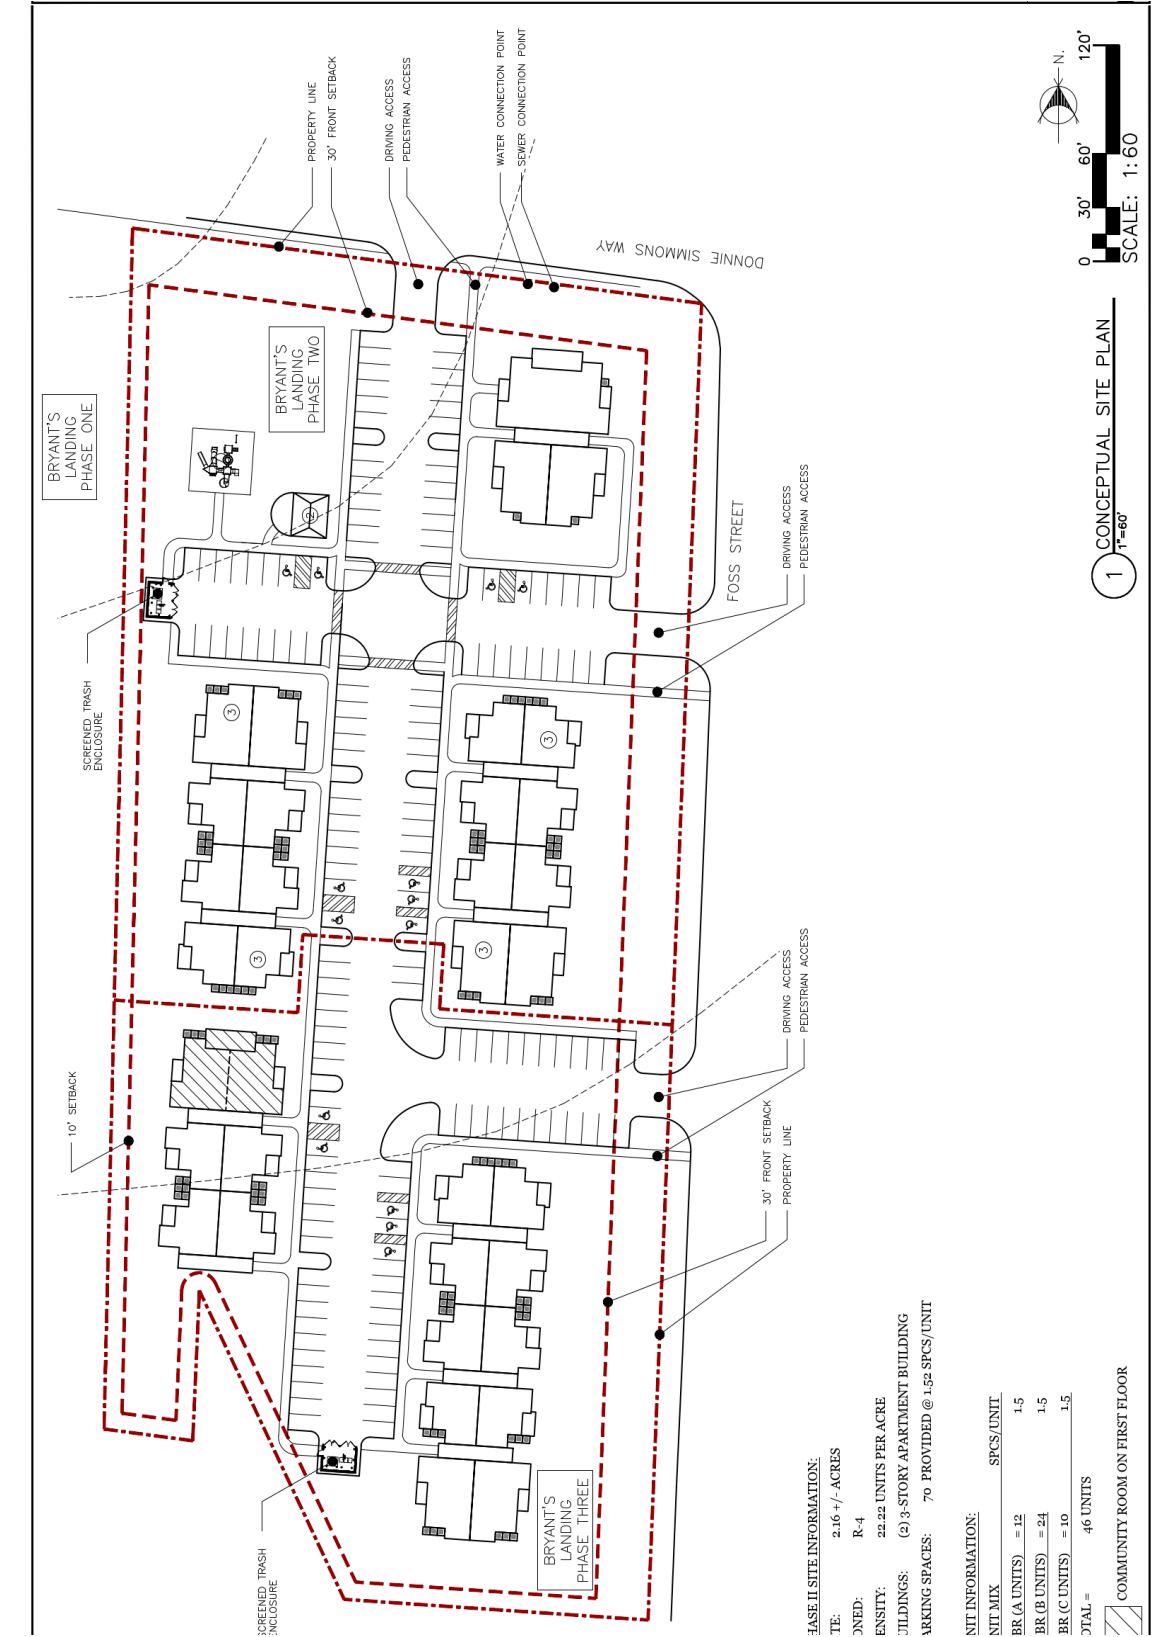 PROPERTY LINE
30' FRONT SETBACK
DRIVING ACCESS
PEDESTRIAN ACCESS
WATER CONNECTION POINT
SEWER CONNECTION POINT
DONNIE SIMMONS WAY
BRYANT'S
LANDING
PHASE ONE
BRYANT'S
LANDING
PHASE TWO
2
SCREENED TRASH
ENCLOSURE
3
3
3
3
FOSS STREET
DRIVING ACCESS
PEDESTRIAN ACCESS
10' SETBACK
DRIVING ACCESS
PEDESTRIAN ACCESS
30' FRONT SETBACK
PROPERTY LINE
SCREENED TRASH
ENCLOSURE
BRYANT'S
LANDING
PHASE THREE
N.
0 30' 60' 120'
SCALE: 1:60
1 CONCEPTUAL SITE PLAN
1"=60'
HASE II SITE INFORMATION:
TE: 2.16 +/- ACRES
ONED: R-4
ENSITY: 22.22 UNITS PER ACRE
UILDINGS: (2) 3-STORY APARTMENT BUILDING
ARKING SPACES: 70 PROVIDED @ 1.52 SPCS/UNIT
NIT INFORMATION:
NIT MIX SPCS/UNIT
BR (A UNITS) = 12 1.5
BR (B UNITS) = 24 1.5
BR (C UNITS) = 10 1.5
OTAL = 46 UNITS
COMMUNITY ROOM ON FIRST FLOOR